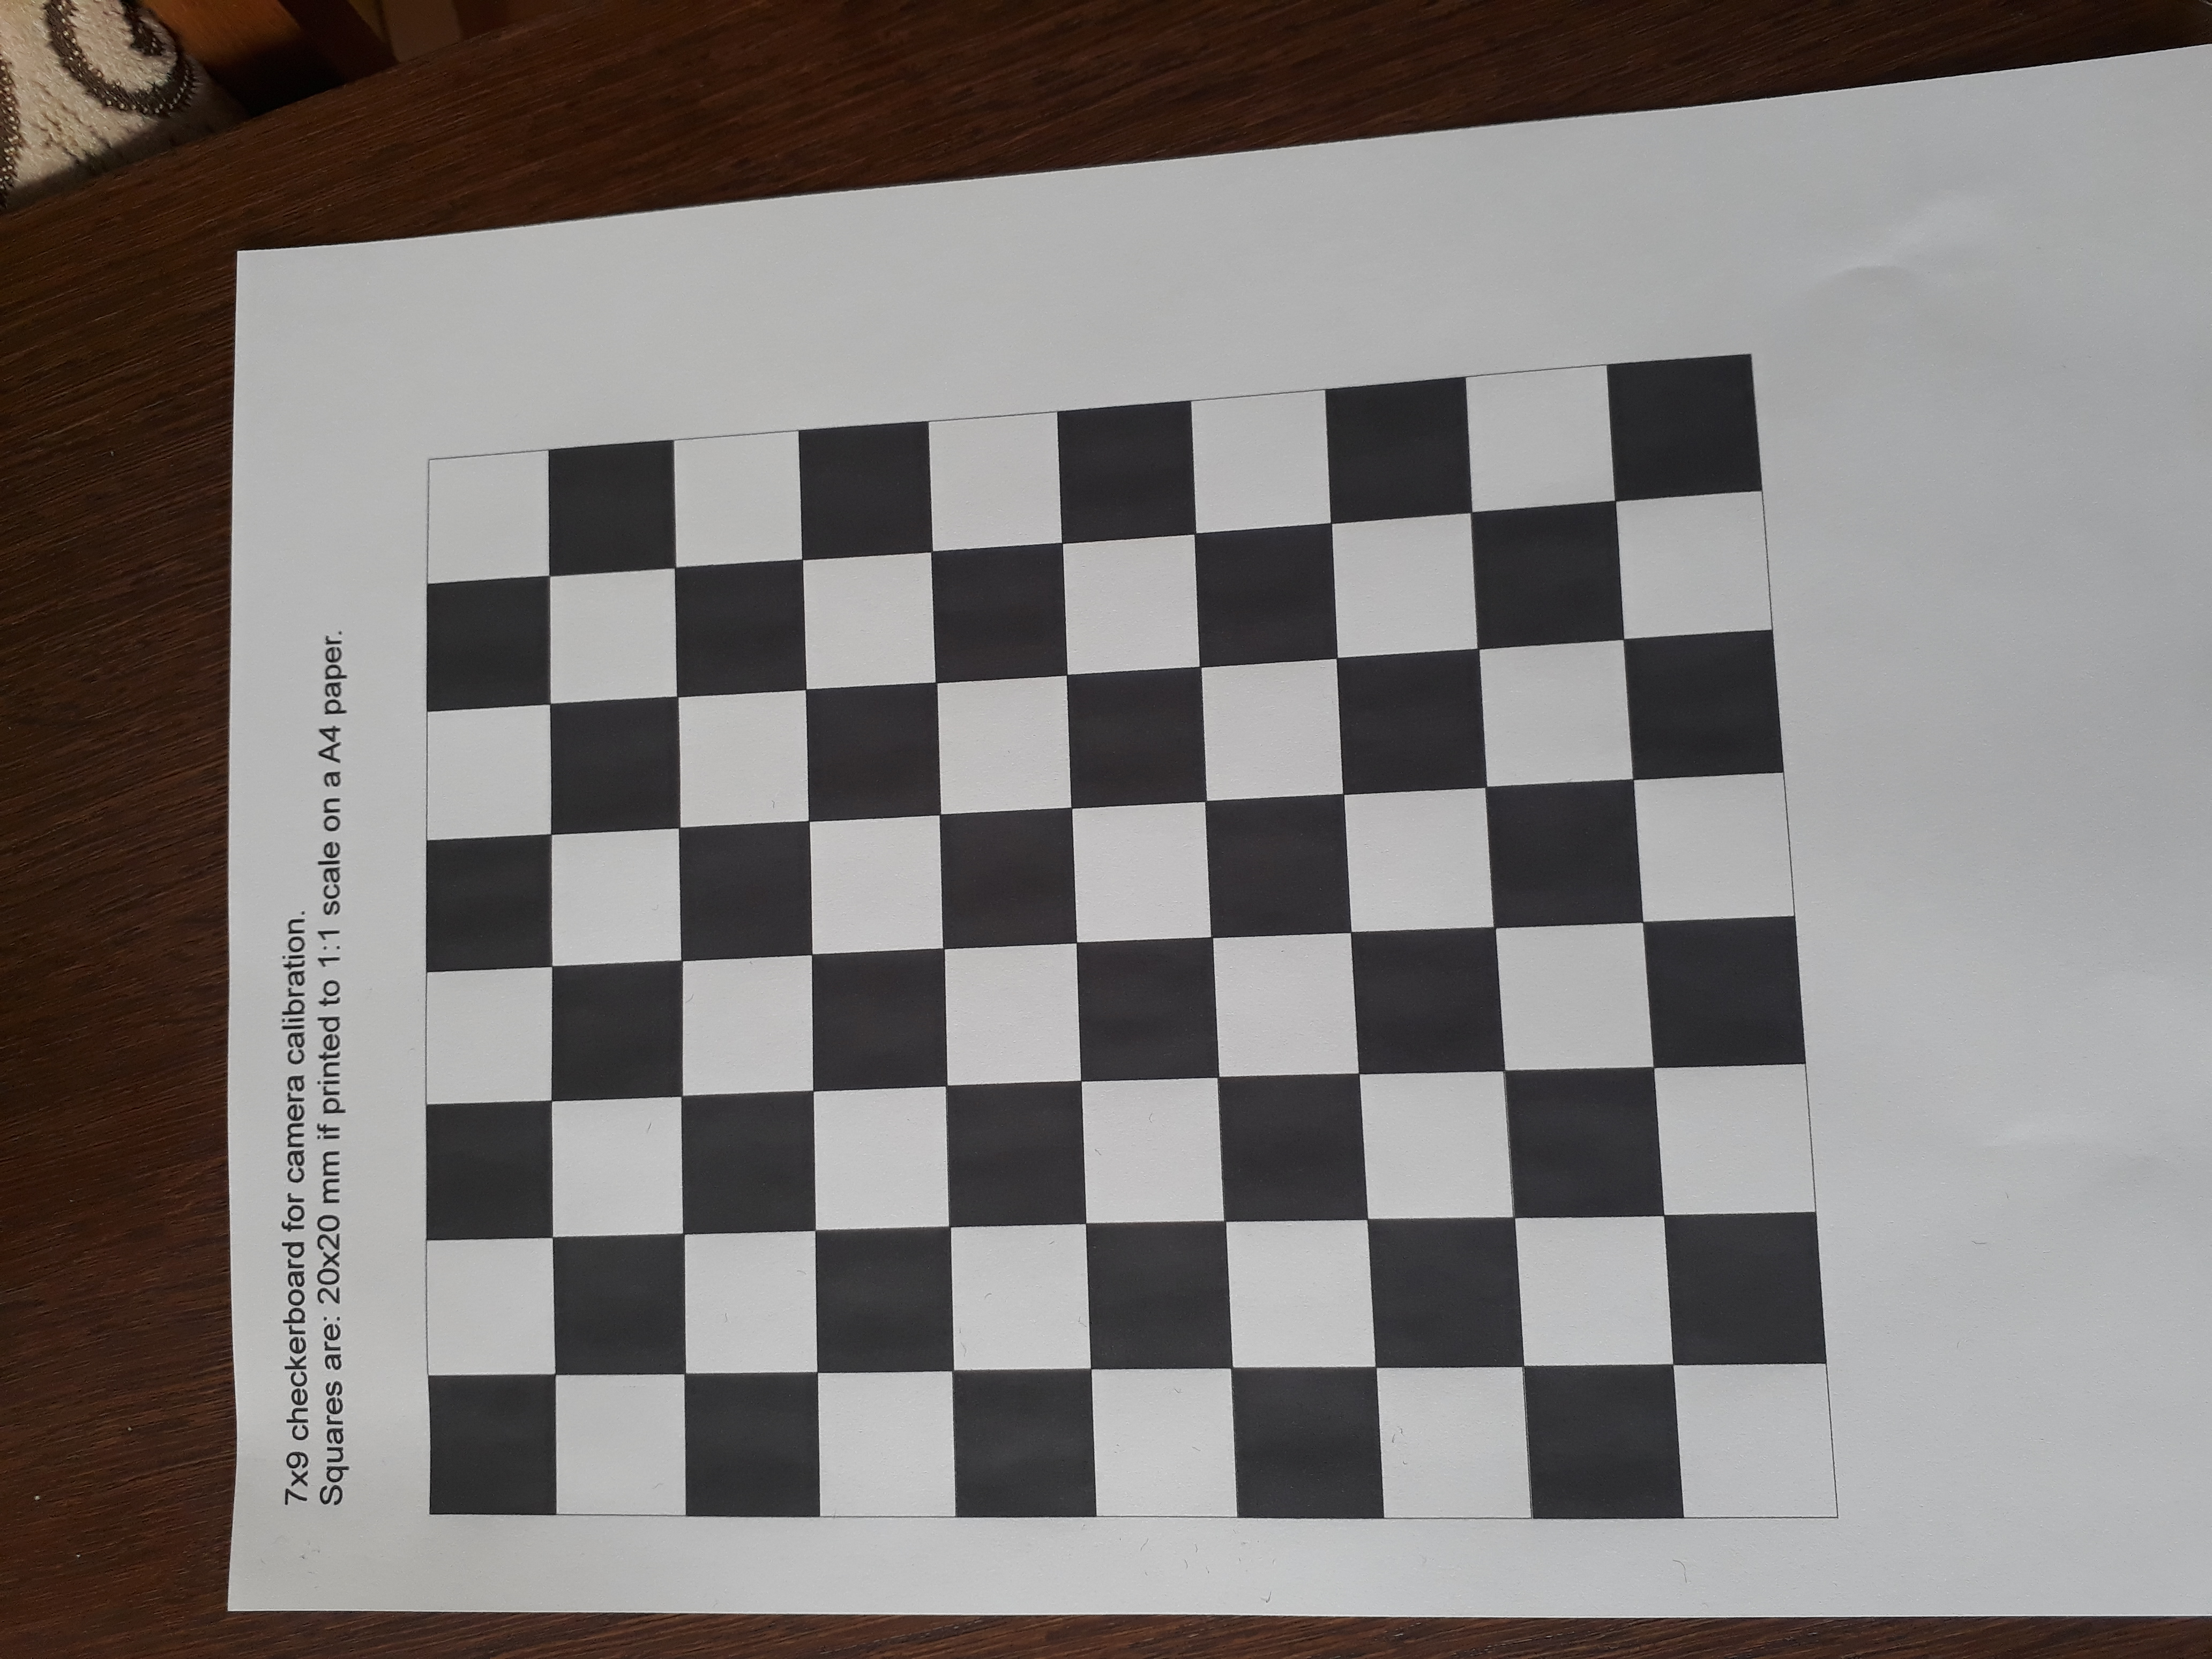 7x9 checkerboard for camera calibration.
Squares are: 20x20 mm if printed to 1:1 scale on a A4 paper.